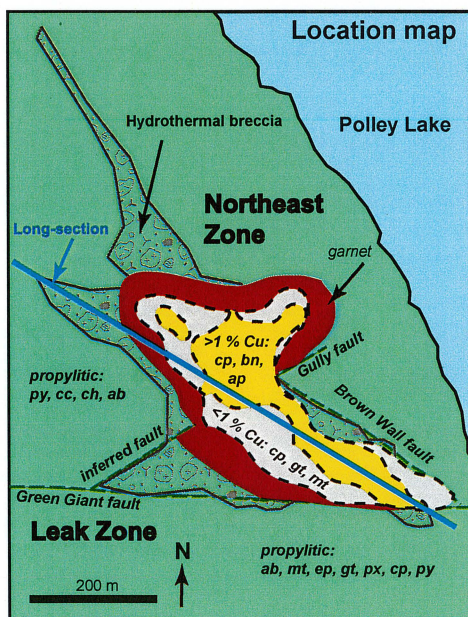 Location map
Polley Lake
Hydrothermal breccia
Northeast
Zone
Long-section
garnet
>1 % Cu:
cp, bn,
ap
Gully fault
propylitic:
py, cc, ch, ab
Brown Wall fault
<1 % Cu: cp, gt, mt
inferred fault
Green Giant fault
Leak Zone
N
propylitic:
ab, mt, ep, gt, px, cp, py
200 m